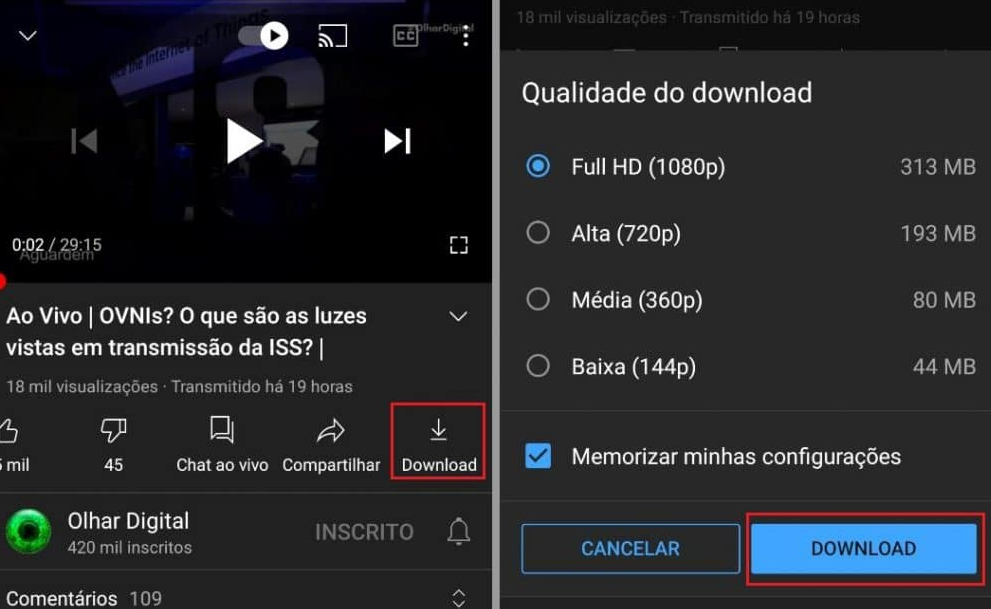 the Internet of Things
CC
OlharDigital
0:02 / 29:15
Aguardem
Ao Vivo | OVNIs? O que são as luzes
vistas em transmissão da ISS? |
18 mil visualizações · Transmitido há 19 horas
mil
45
Chat ao vivo
Compartilhar
Download
Olhar Digital
420 mil inscritos
INSCRITO
Comentários 109
18 mil visualizações · Transmitido há 19 horas
Qualidade do download
Full HD (1080p) 313 MB
Alta (720p) 193 MB
Média (360p) 80 MB
Baixa (144p) 44 MB
Memorizar minhas configurações
CANCELAR
DOWNLOAD